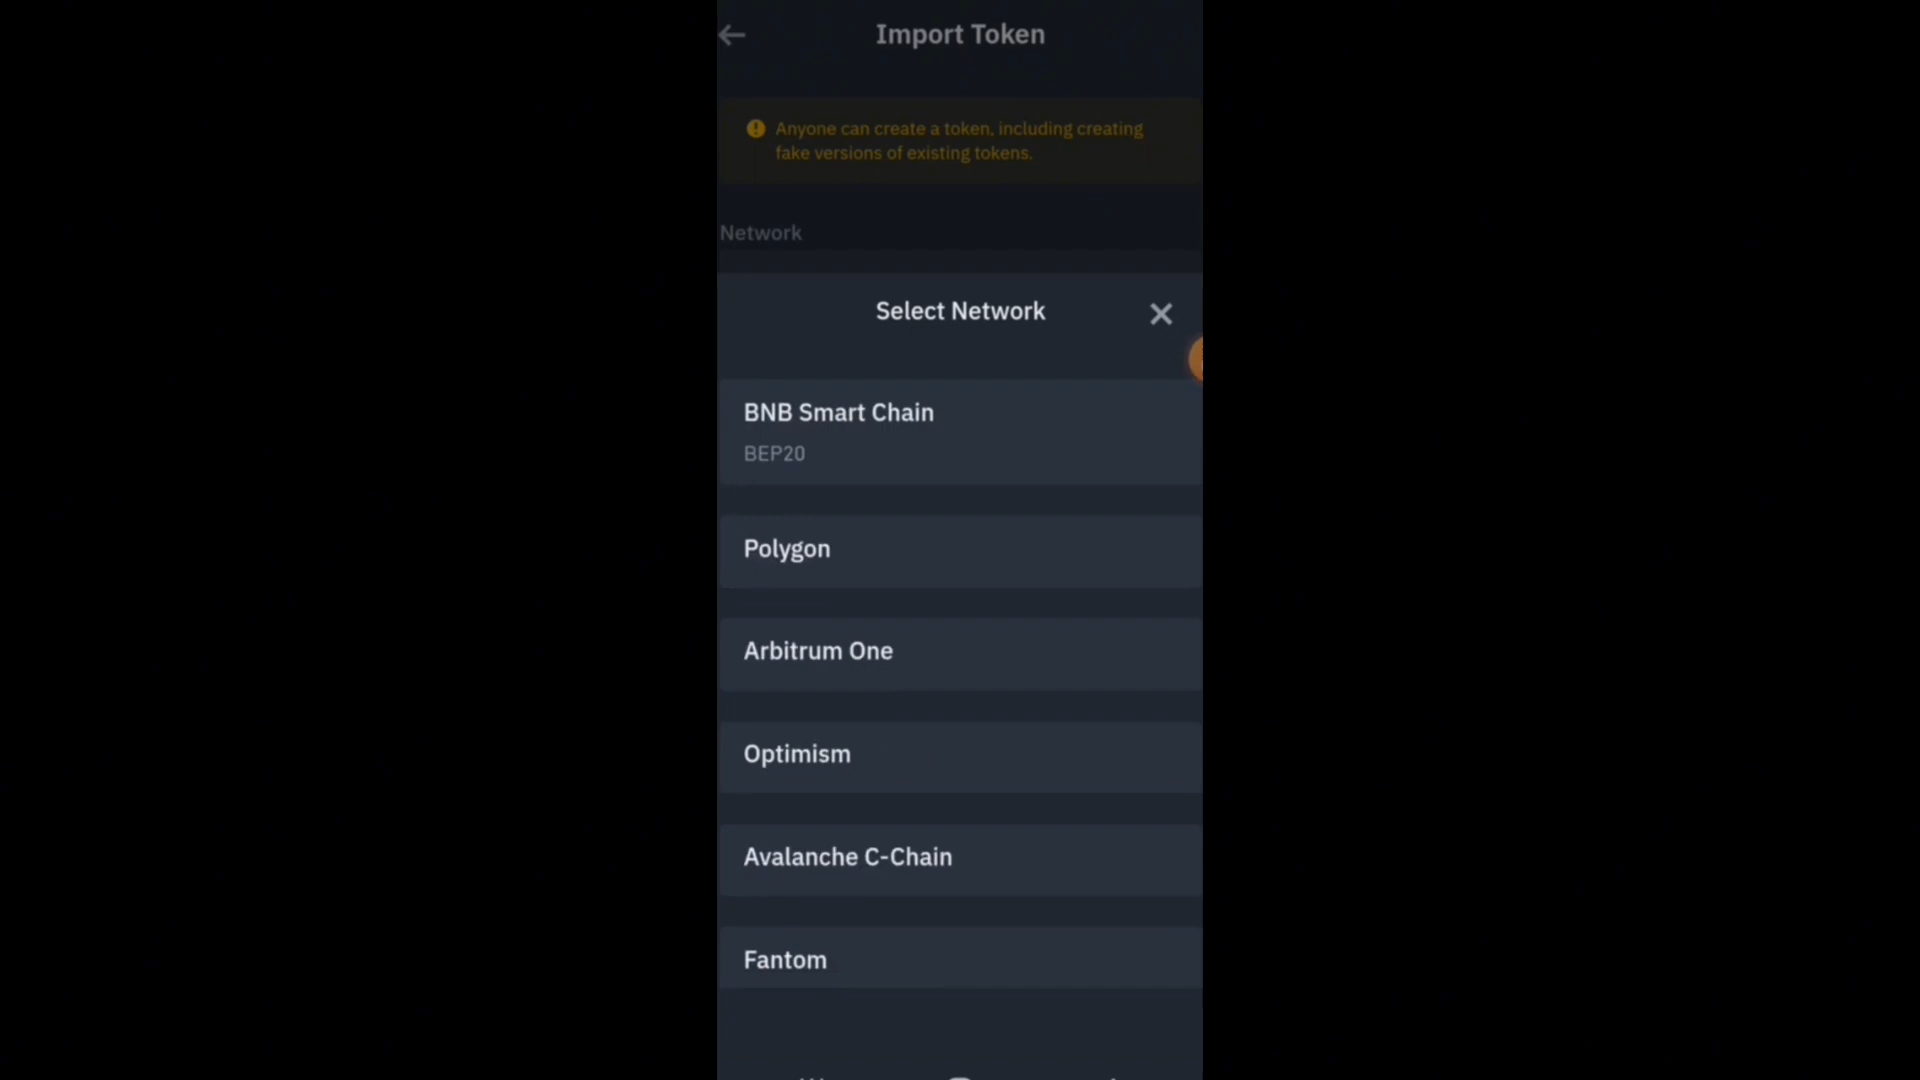 Import Token
Anyone can create a token, including creating
fake versions of existing tokens.
Network
Select Network
BNB Smart Chain
BEP20
Polygon
Arbitrum One
Optimism
Avalanche C-Chain
Fantom